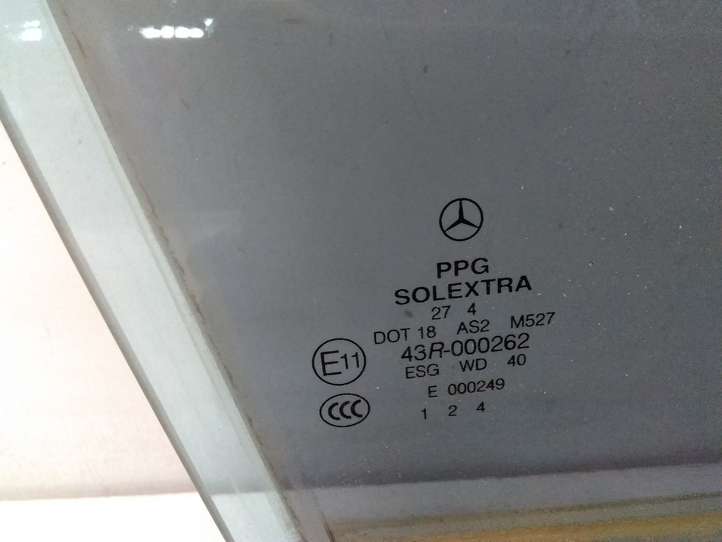 PPG
SOLEXTRA
27 4
DOT 18 AS2 M527
E11 43R-000262
ESG WD 40
E 000249
CCC
1 2 4